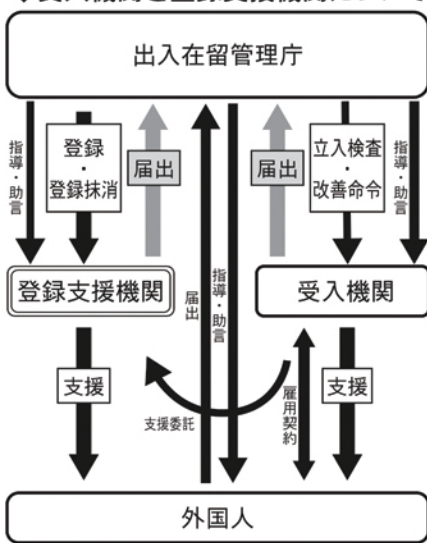 出入在留管理庁
指導・助言
登録
・
登録抹消
届出
届出
立入検査
・
改善命令
指導・助言
登録支援機関
届出
指導・助言
受入機関
支援
支援委託
雇用契約
支援
外国人